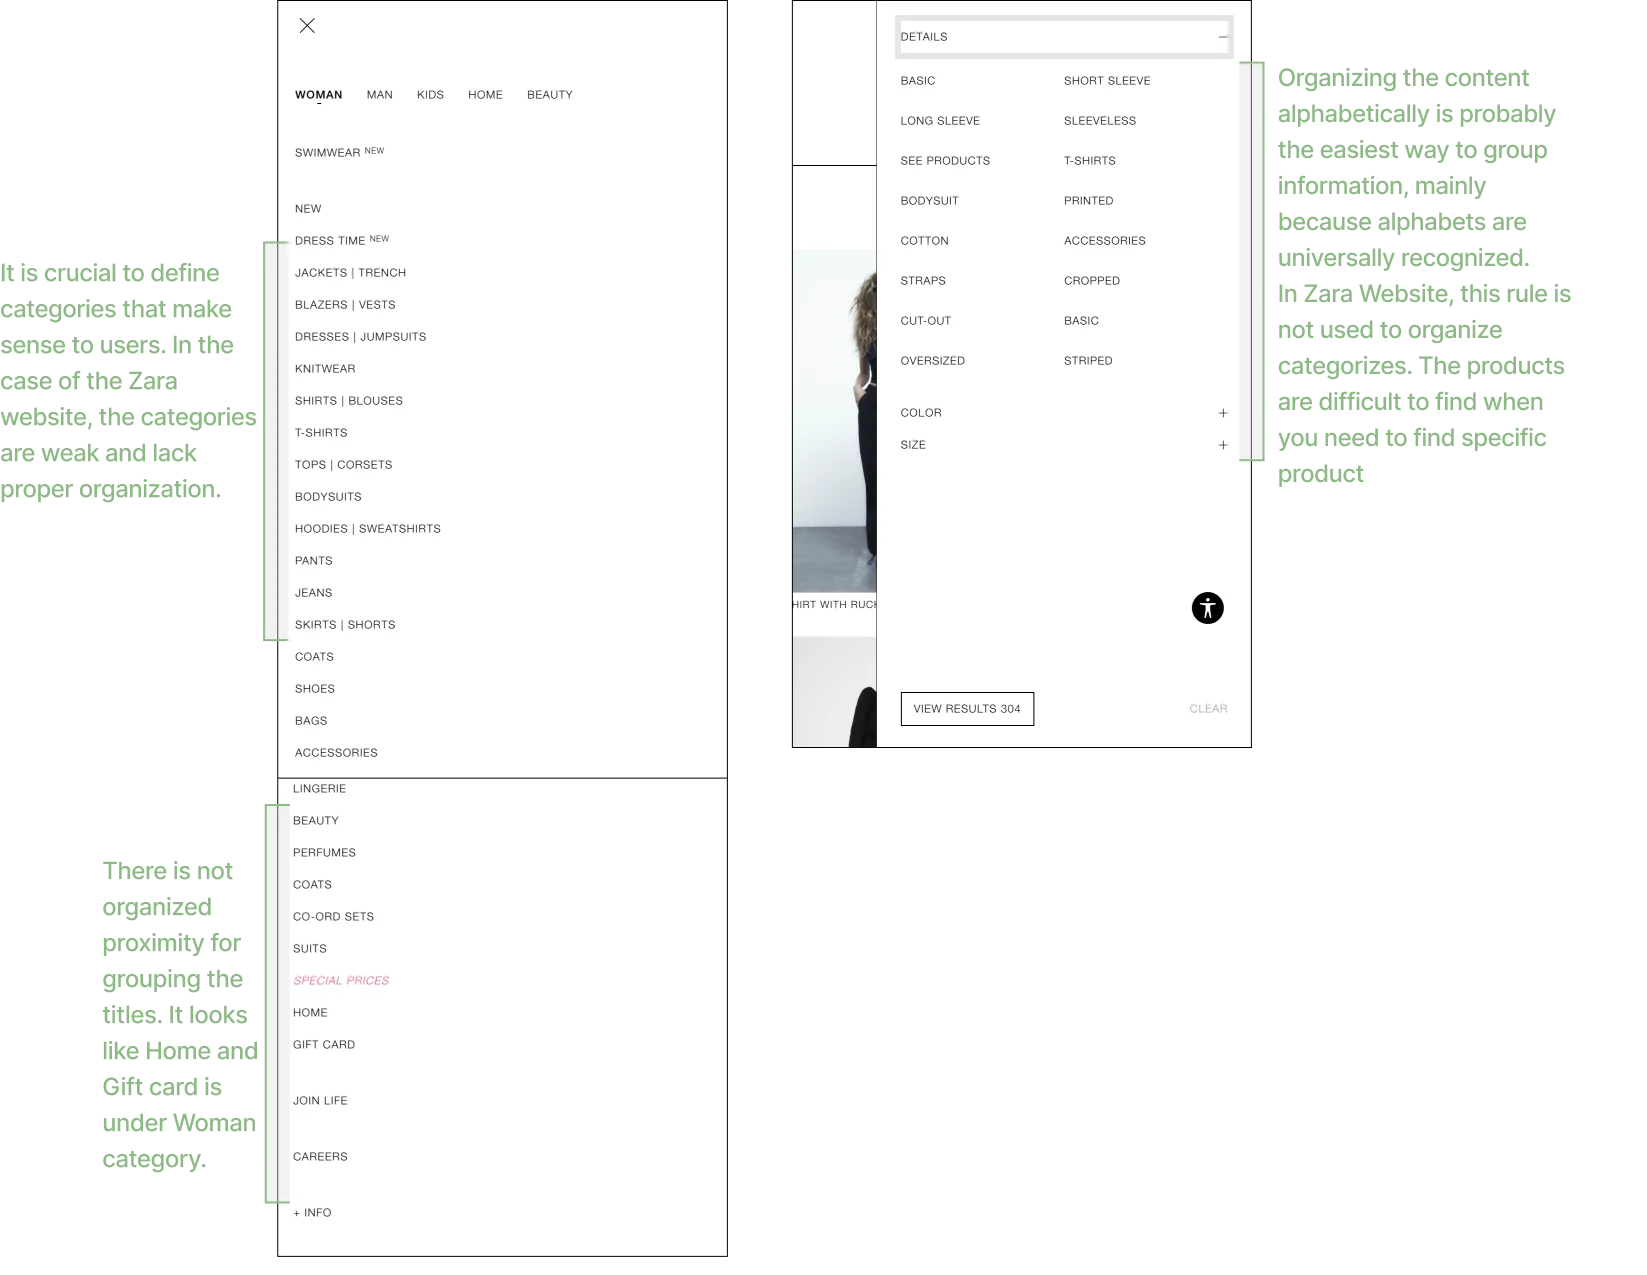 WOMAN MAN KIDS HOME BEAUTY
SWIMWEAR NEW
NEW
DRESS TIME NEW
JACKETS | TRENCH
BLAZERS | VESTS
DRESSES | JUMPSUITS
KNITWEAR
SHIRTS | BLOUSES
T-SHIRTS
TOPS | CORSETS
BODYSUITS
HOODIES | SWEATSHIRTS
PANTS
JEANS
SKIRTS | SHORTS
COATS
SHOES
BAGS
ACCESSORIES
LINGERIE
BEAUTY
PERFUMES
COATS
CO-ORD SETS
SUITS
SPECIAL PRICES
HOME
GIFT CARD
JOIN LIFE
CAREERS
+ INFO
It is crucial to define
categories that make
sense to users. In the
case of the Zara
website, the categories
are weak and lack
proper organization.
There is not
organized
proximity for
grouping the
titles. It looks
like Home and
Gift card is
under Woman
category.
DETAILS
BASIC SHORT SLEEVE
LONG SLEEVE SLEEVELESS
SEE PRODUCTS T-SHIRTS
BODYSUIT PRINTED
COTTON ACCESSORIES
STRAPS CROPPED
CUT-OUT BASIC
OVERSIZED STRIPED
COLOR +
SIZE +
HIRT WITH RUCH
VIEW RESULTS 304 CLEAR
Organizing the content
alphabetically is probably
the easiest way to group
information, mainly
because alphabets are
universally recognized.
In Zara Website, this rule is
not used to organize
categorizes. The products
are difficult to find when
you need to find specific
product